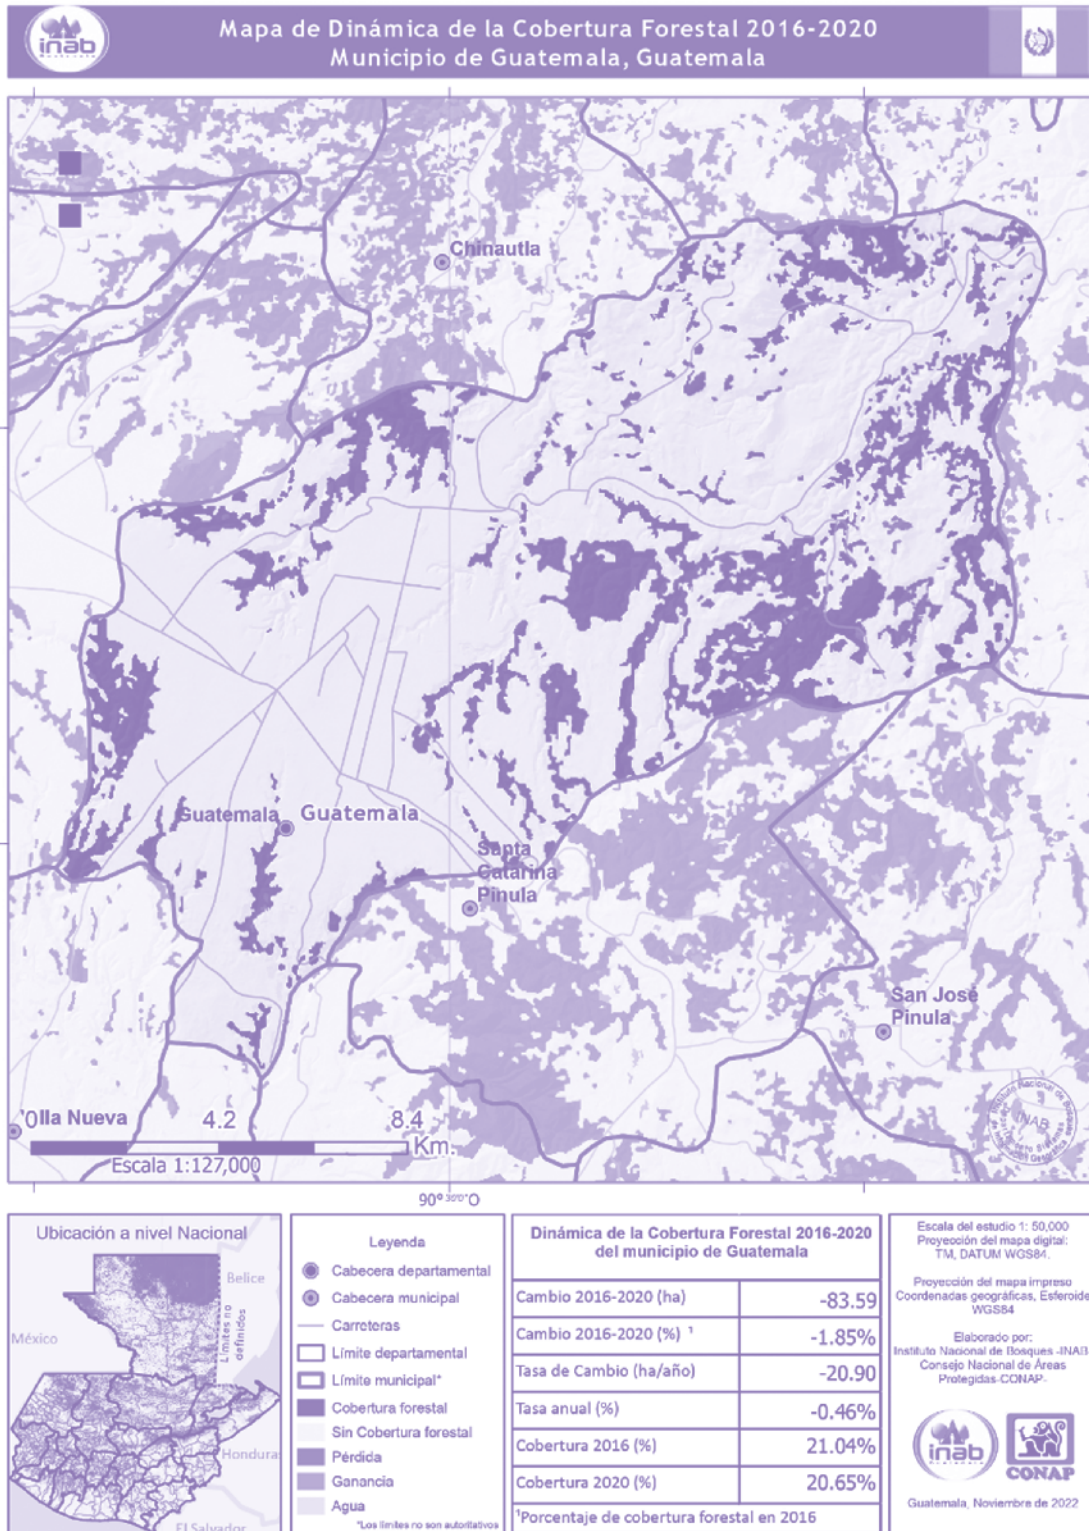 inab
Mapa de Dinámica de la Cobertura Forestal 2016-2020
Municipio de Guatemala, Guatemala
Chinautla
Guatemala
Guatemala
Santa
Catarina
Pinula
San José
Pinula
0lla Nueva
4.2
8.4
Km.
Escala 1:127,000
INAB
90°30'0"O
Ubicación a nivel Nacional
Belice
México
Límites no
definidos
Honduras
El Salvador
Leyenda
Cabecera departamental
Cabecera municipal
Carreteras
Límite departamental
Límite municipal*
Cobertura forestal
Sin Cobertura forestal
Pérdida
Ganancia
Agua
*Los límites no son autoritativos
Dinámica de la Cobertura Forestal 2016-2020
del municipio de Guatemala
Cambio 2016-2020 (ha) -83.59
Cambio 2016-2020 (%) ¹ -1.85%
Tasa de Cambio (ha/año) -20.90
Tasa anual (%) -0.46%
Cobertura 2016 (%) 21.04%
Cobertura 2020 (%) 20.65%
¹Porcentaje de cobertura forestal en 2016
Escala del estudio 1: 50,000
Proyección del mapa digital:
TM, DATUM WGS84.
Proyección del mapa impreso
Coordenadas geográficas, Esferoide
WGS84
Elaborado por:
Instituto Nacional de Bosques -INAB-
Consejo Nacional de Áreas
Protegidas-CONAP-
inab
CONAP
Guatemala, Noviembre de 2022